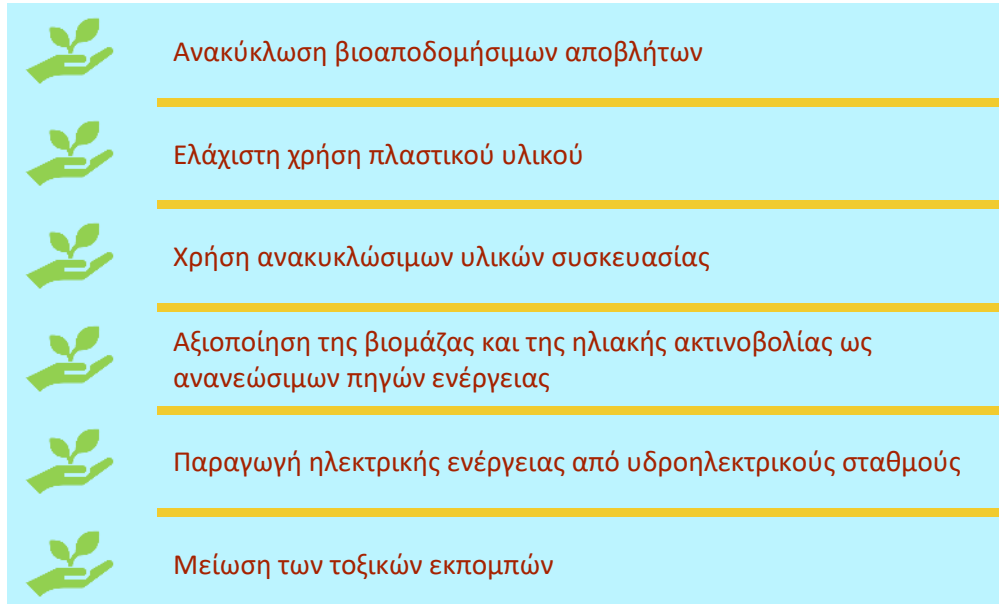 Ανακύκλωση βιοαποδομήσιμων αποβλήτων
Ελάχιστη χρήση πλαστικού υλικού
Χρήση ανακυκλώσιμων υλικών συσκευασίας
Αξιοποίηση της βιομάζας και της ηλιακής ακτινοβολίας ως
ανανεώσιμων πηγών ενέργειας
Παραγωγή ηλεκτρικής ενέργειας από υδροηλεκτρικούς σταθμούς
Μείωση των τοξικών εκπομπών